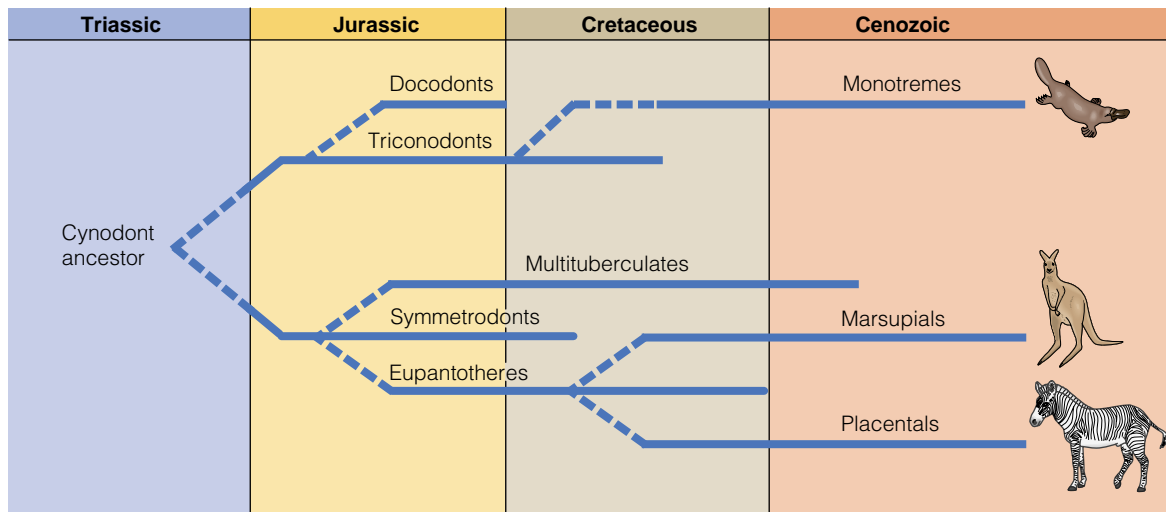 Triassic
Jurassic
Cretaceous
Cenozoic
Docodonts
Monotremes
Triconodonts
Cynodont
ancestor
Multituberculates
Symmetrodonts
Marsupials
Eupantotheres
Placentals